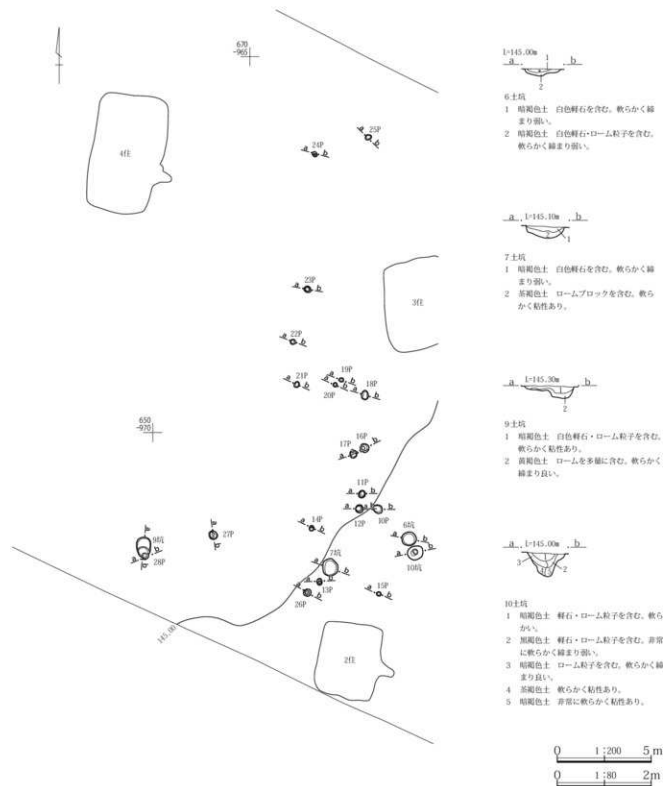 670
-965
25P
a b
24P
a b
4住
23P
a b
3住
22P
a b
19P
a b
21P
a b
20P
18P
a b
650
-970
16P
17P
a b
11P
a b
12P
a b
10P
14P
a b
6坑
a b
27P
a b
9坑
28P
a b
7坑
a b
10坑
13P
a b
15P
a b
26P
a b
145.00
2住
L=145.00m
a b
1
2
6土坑
1 暗褐色土 白色軽石を含む。軟らかく締
まり弱い。
2 暗褐色土 白色軽石・ローム粒子を含む。
軟らかく締まり弱い。
a L=145.10m b
2
1
7土坑
1 暗褐色土 白色軽石を含む。軟らかく締
まり弱い。
2 茶褐色土 ロームブロックを含む。軟ら
かく粘性あり。
a L=145.30m b
1
2
9土坑
1 暗褐色土 白色軽石・ローム粒子を含む。
軟らかく粘性あり。
2 黄褐色土 ロームを多量に含む。軟らかく
締まり良い。
a L=145.00m b
3
2
10土坑
1 暗褐色土 軽石・ローム粒子を含む。軟ら
かい。
2 黒褐色土 軽石・ローム粒子を含む。非常
に軟らかく締まり弱い。
3 暗褐色土 ローム粒子を含む。軟らかく締
まり良い。
4 茶褐色土 軟らかく粘性あり。
5 暗褐色土 非常に軟らかく粘性あり。
0 1:200 5m
0 1:80 2m